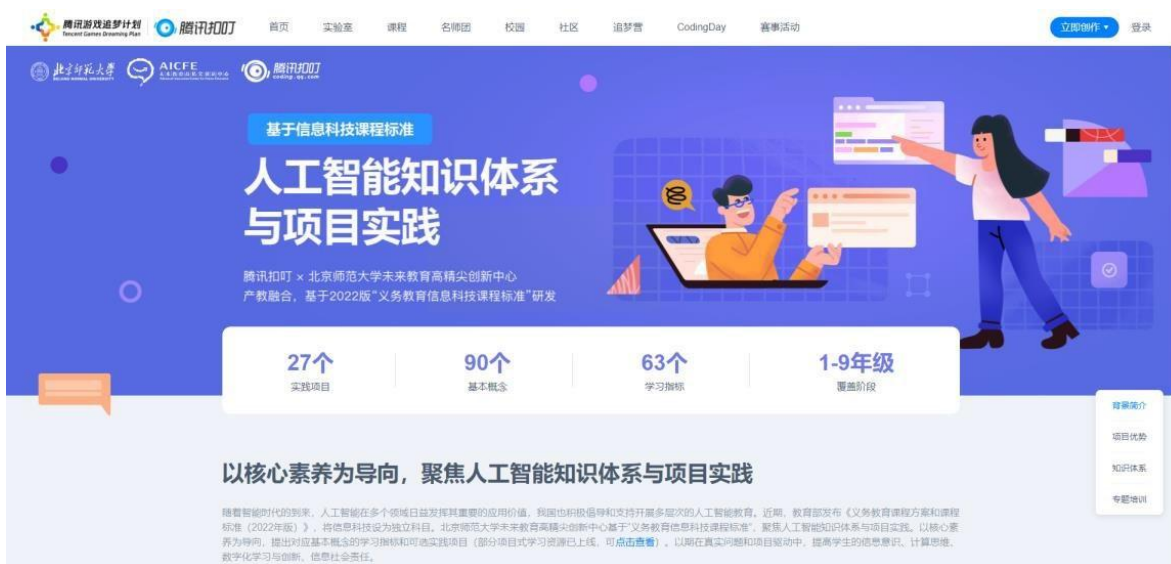 腾讯游戏追梦计划
Tencent Games Dreaming Plan
腾讯扣叮
首页 实验室 课程 名师团 校园 社区 追梦营 CodingDay 赛事活动
立即创作 登录
北京师范大学
AICFE
腾讯扣叮
coding.qq.com
基于信息科技课程标准
人工智能知识体系
与项目实践
腾讯扣叮 × 北京师范大学未来教育高精尖创新中心
产教融合，基于2022版“义务教育信息科技课程标准”研发
27个 90个 63个 1-9年级
实践项目 基本概念 学习指标 覆盖阶段
背景简介
项目优势
知识体系
专题培训
以核心素养为导向，聚焦人工智能知识体系与项目实践
随着智能时代的到来，人工智能在多个领域日益发挥其重要的应用价值，我国也积极倡导和支持开展多层次的人工智能教育。近期，教育部发布《义务教育课程方案和课程
标准（2022年版）》，将信息科技设为独立科目。北京师范大学未来教育高精尖创新中心基于“义务教育信息科技课程标准”，聚焦人工智能知识体系与项目实践。以核心素
养为导向，提出对应基本概念的学习指标和可选实践项目（部分项目式学习资源已上线，可点击查看）。以期在真实问题和项目驱动中，提高学生的信息意识、计算思维、
数字化学习与创新、信息社会责任。